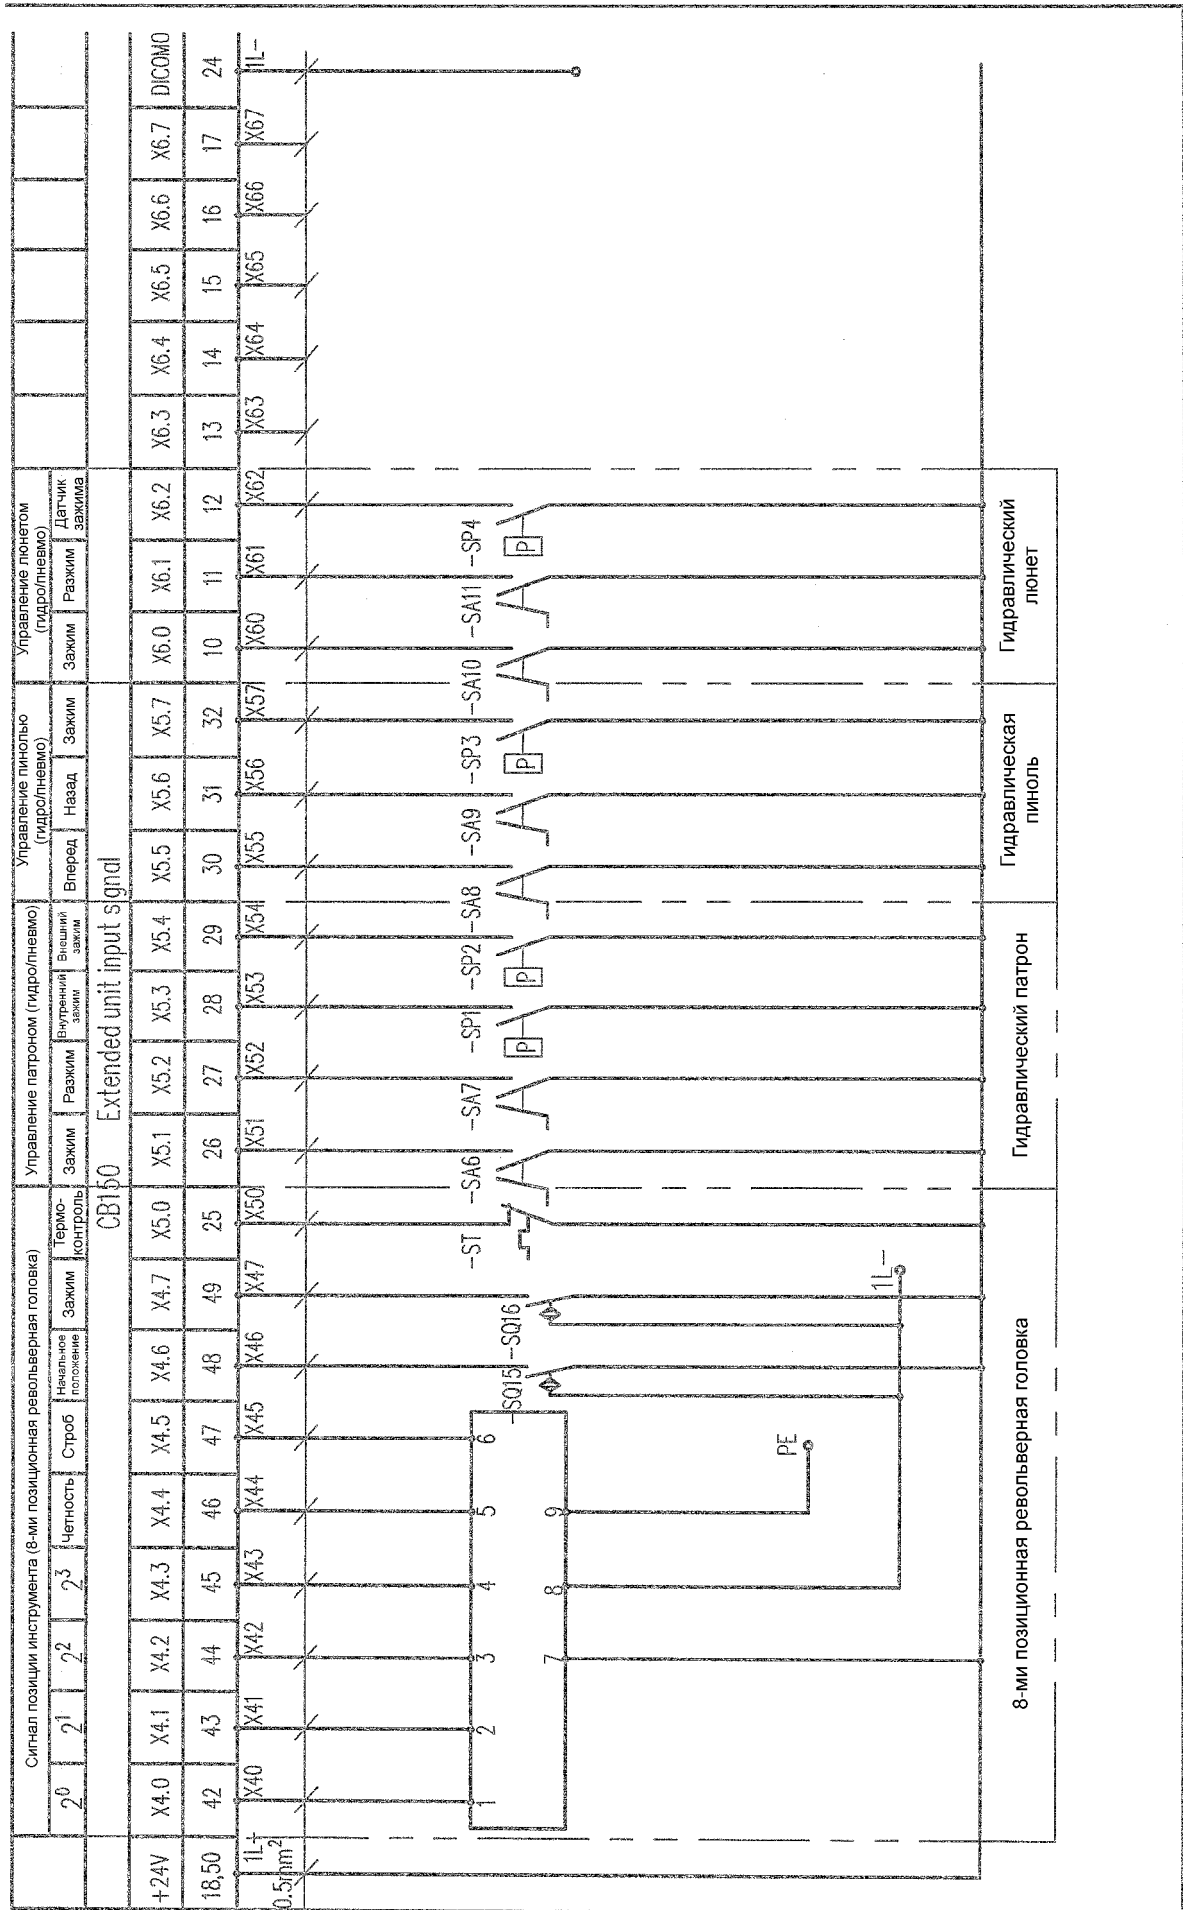 Сигнал позиции инструмента (8-ми позиционная револьверная головка)
Управление патроном (гидро/пневмо)
Управление пинолью
(гидро/пневмо)
Управление люнетом
(гидро/пневмо)
2⁰ 2¹ 2² 2³ Четность Строб
Начальное
положение
Зажим
Термо-
контроль
Зажим Разжим
Внутренний
зажим
Внешний
зажим
Вперед Назад Зажим
Зажим Разжим
Датчик
зажима
CB150 Extended unit input signal
+24V X4.0 X4.1 X4.2 X4.3 X4.4 X4.5 X4.6 X4.7 X5.0 X5.1 X5.2 X5.3 X5.4 X5.5 X5.6 X5.7 X6.0 X6.1 X6.2 X6.3 X6.4 X6.5 X6.6 X6.7 DICOM0
18,50 42 43 44 45 46 47 48 49 25 26 27 28 29 30 31 32 10 11 12 13 14 15 16 17 24
1L+ X40 X41 X42 X43 X44 X45 X46 X47 X50 X51 X52 X53 X54 X55 X56 X57 X60 X61 X62 X63 X64 X65 X66 X67 1L-
0.5mm²
1 2 3 4 5 6
-SQ15 -SQ16 -ST -SA6 -SA7 -SP1 -SP2 -SA8 -SA9 -SP3 -SA10 -SA11 -SP4
P P P P
7 8 9
PE
1L-
8-ми позиционная револьверная головка
Гидравлический патрон
Гидравлическая
пиноль
Гидравлический
люнет